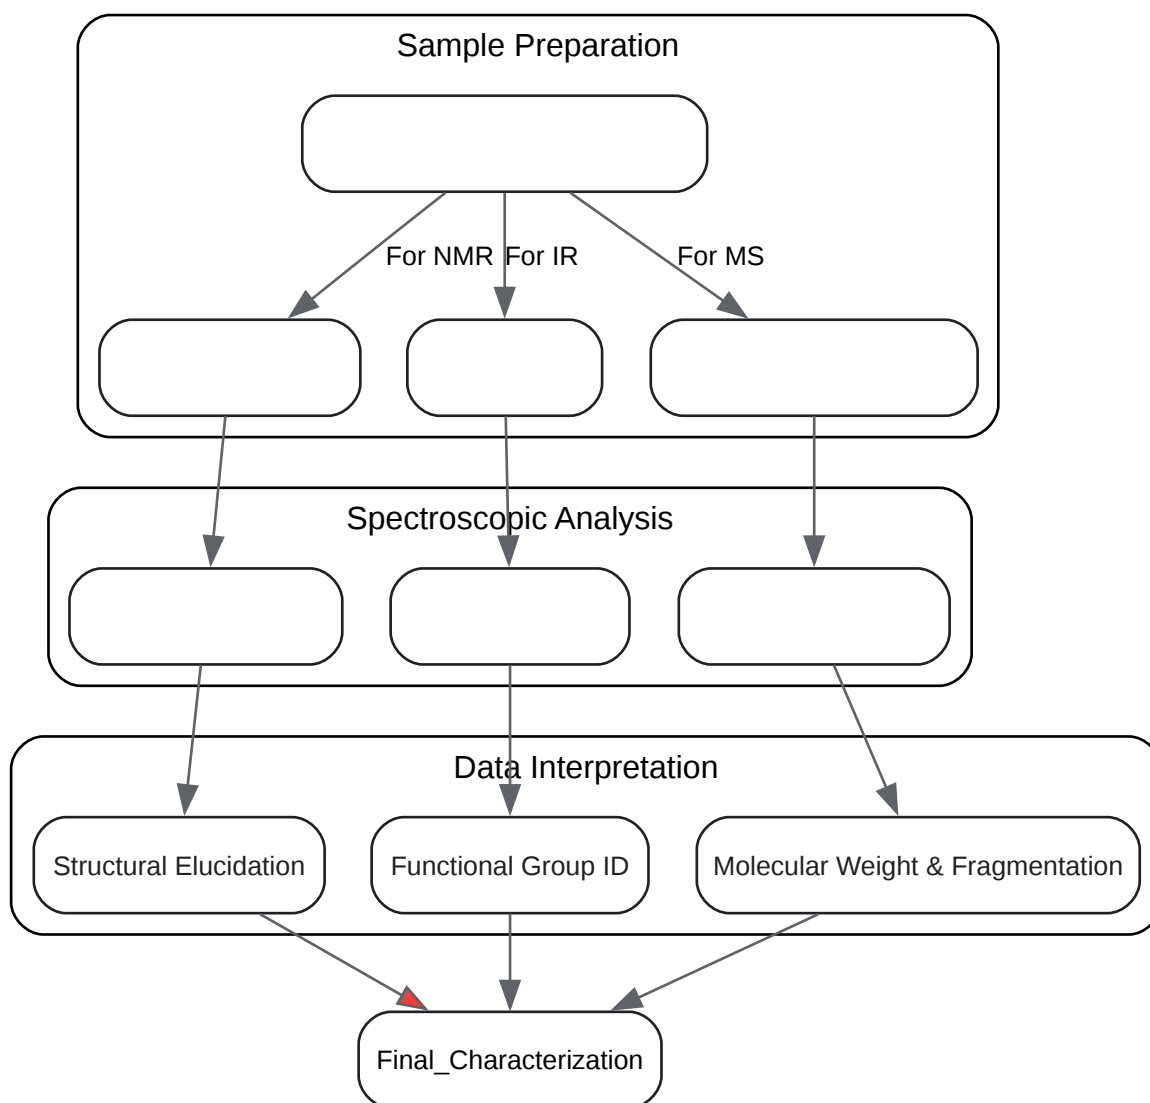 Sample Preparation
For NMR
For IR
For MS
Spectroscopic Analysis
Data Interpretation
Structural Elucidation
Functional Group ID
Molecular Weight & Fragmentation
Final_Characterization